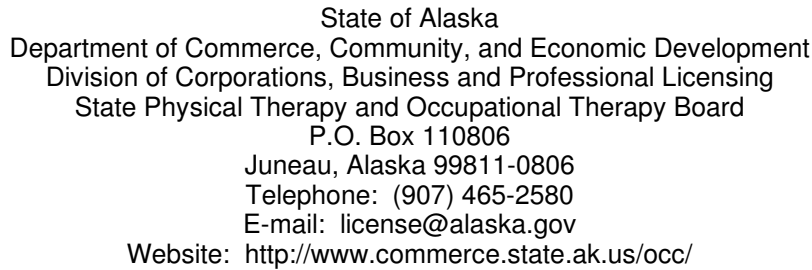 State of Alaska
Department of Commerce, Community, and Economic Development
Division of Corporations, Business and Professional Licensing
State Physical Therapy and Occupational Therapy Board
P.O. Box 110806
Juneau, Alaska 99811-0806
Telephone:  (907) 465-2580
E-mail:  license@alaska.gov
Website:  http://www.commerce.state.ak.us/occ/